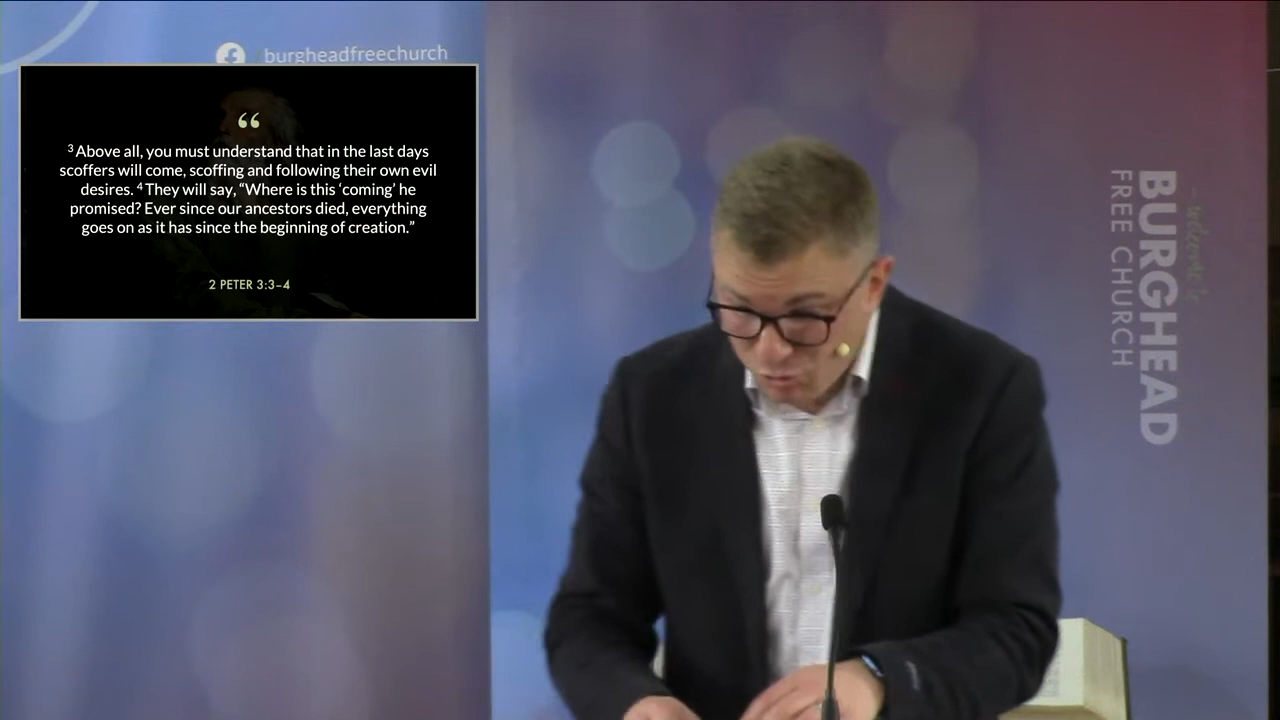 burgheadfreechurch
“
³ Above all, you must understand that in the last days
scoffers will come, scoffing and following their own evil
desires. ⁴ They will say, “Where is this ‘coming’ he
promised? Ever since our ancestors died, everything
goes on as it has since the beginning of creation.”
2 PETER 3:3–4
welcome to
BURGHEAD
FREE CHURCH